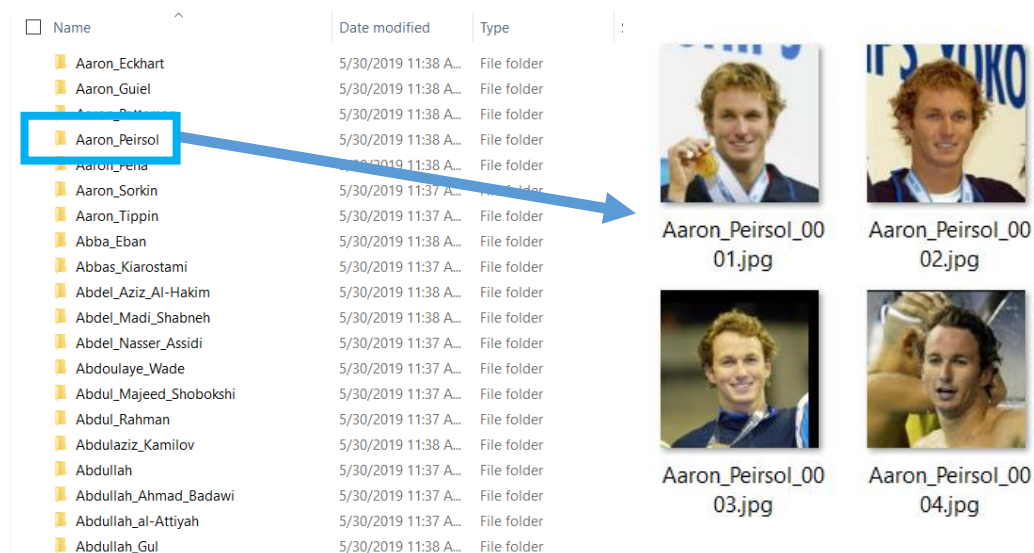 Name Date modified Type
Aaron_Eckhart 5/30/2019 11:38 A... File folder
Aaron_Guiel 5/30/2019 11:38 A... File folder
5/30/2019 11:38 A... File folder
Aaron_Peirsol 5/30/2019 11:38 A... File folder
Aaron_Pena 5/30/2019 11:38 A... File folder
Aaron_Sorkin 5/30/2019 11:37 A... File folder
Aaron_Tippin 5/30/2019 11:37 A... File folder
Abba_Eban 5/30/2019 11:38 A... File folder
Abbas_Kiarostami 5/30/2019 11:37 A... File folder
Abdel_Aziz_Al-Hakim 5/30/2019 11:38 A... File folder
Abdel_Madi_Shabneh 5/30/2019 11:38 A... File folder
Abdel_Nasser_Assidi 5/30/2019 11:37 A... File folder
Abdoulaye_Wade 5/30/2019 11:37 A... File folder
Abdul_Majeed_Shobokshi 5/30/2019 11:37 A... File folder
Abdul_Rahman 5/30/2019 11:37 A... File folder
Abdulaziz_Kamilov 5/30/2019 11:38 A... File folder
Abdullah 5/30/2019 11:37 A... File folder
Abdullah_Ahmad_Badawi 5/30/2019 11:37 A... File folder
Abdullah_al-Attiyah 5/30/2019 11:37 A... File folder
Abdullah_Gul 5/30/2019 11:38 A... File folder
YOKO
Aaron_Peirsol_00
01.jpg
Aaron_Peirsol_00
02.jpg
Aaron_Peirsol_00
03.jpg
Aaron_Peirsol_00
04.jpg